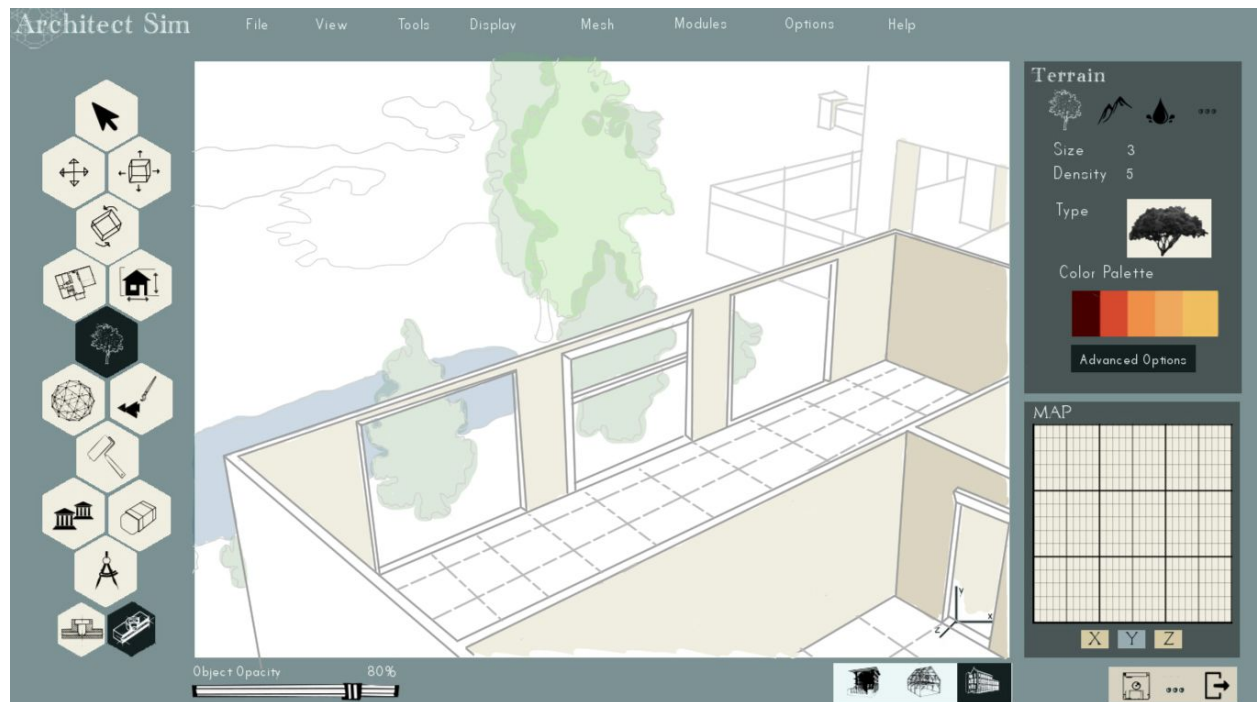 Architect Sim
File View Tools Display Mesh Modules Options Help
Terrain
Size 3
Density 5
Type
Color Palette
Advanced Options
MAP
X Y Z
y
x
z
Object Opacity 80%